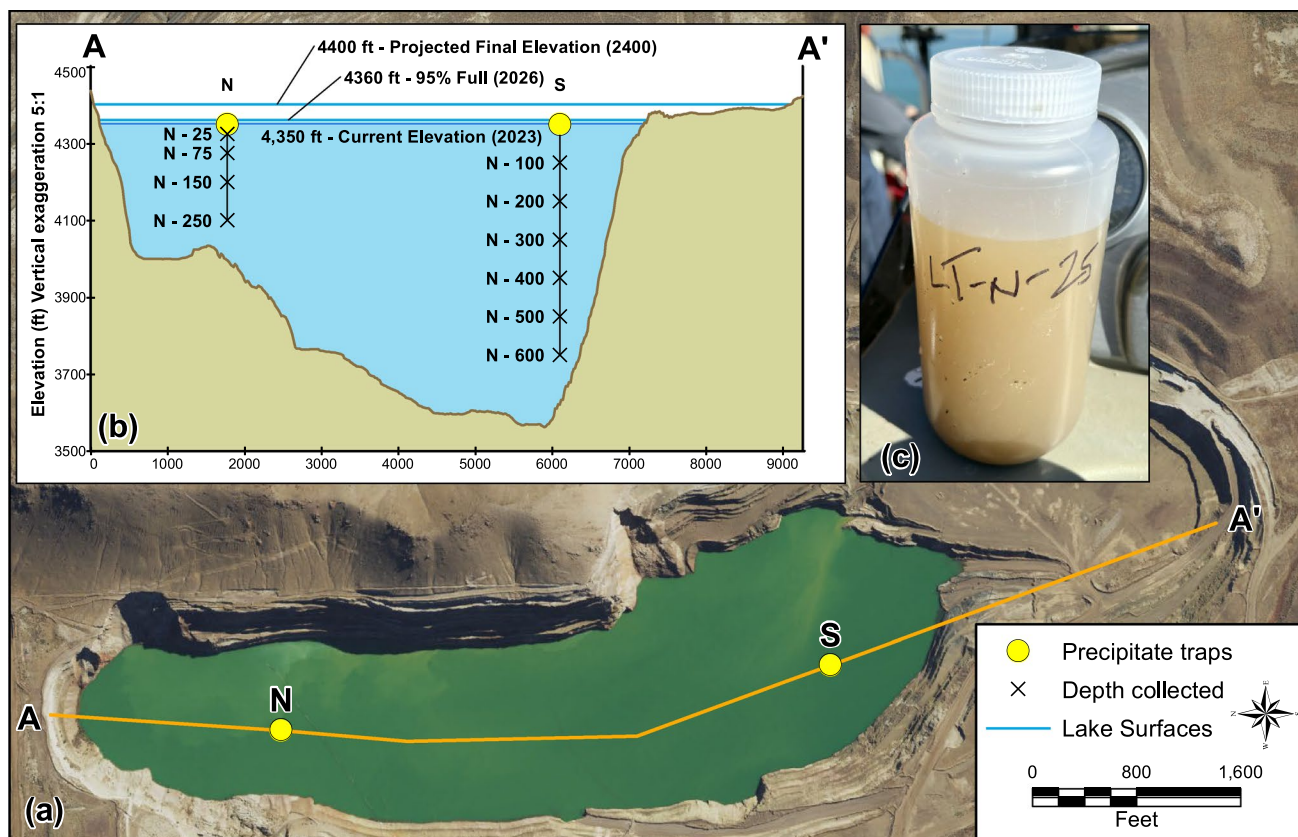 A
A'
4400 ft - Projected Final Elevation (2400)
4360 ft - 95% Full (2026)
4,350 ft - Current Elevation (2023)
N
S
Elevation (ft) Vertical exaggeration 5:1
4500
4300
4100
3900
3700
3500
N - 25
N - 75
N - 150
N - 250
N - 100
N - 200
N - 300
N - 400
N - 500
N - 600
0
1000
2000
3000
4000
5000
6000
7000
8000
9000
(b)
LT-N-25
(c)
A
N
S
A'
(a)
Precipitate traps
Depth collected
Lake Surfaces
N
E
S
W
0
800
1,600
Feet